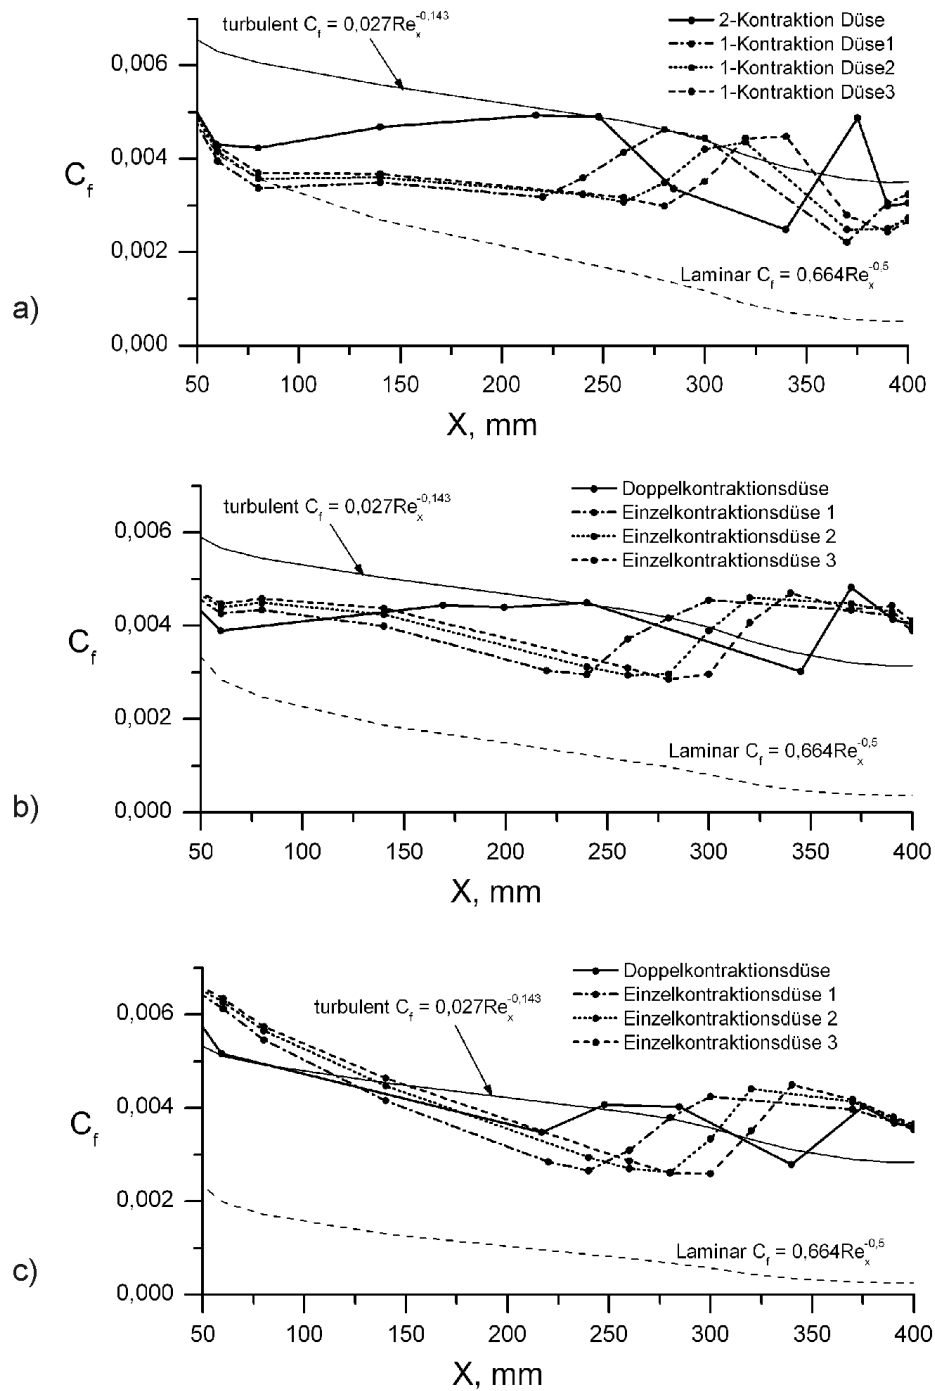 turbulent C_f = 0,027Re_x^-0,143
2-Kontraktion Düse
1-Kontraktion Düse1
1-Kontraktion Düse2
1-Kontraktion Düse3
0,006
0,004
0,002
0,000
C_f
Laminar C_f = 0,664Re_x^-0,5
a)
50 100 150 200 250 300 350 400
X, mm
turbulent C_f = 0,027Re_x^-0,143
Doppelkontraktionsdüse
Einzelkontraktionsdüse 1
Einzelkontraktionsdüse 2
Einzelkontraktionsdüse 3
0,006
0,004
0,002
0,000
C_f
Laminar C_f = 0,664Re_x^-0,5
b)
50 100 150 200 250 300 350 400
X, mm
turbulent C_f = 0,027Re_x^-0,143
Doppelkontraktionsdüse
Einzelkontraktionsdüse 1
Einzelkontraktionsdüse 2
Einzelkontraktionsdüse 3
0,006
0,004
0,002
0,000
C_f
Laminar C_f = 0,664Re_x^-0,5
c)
50 100 150 200 250 300 350 400
X, mm